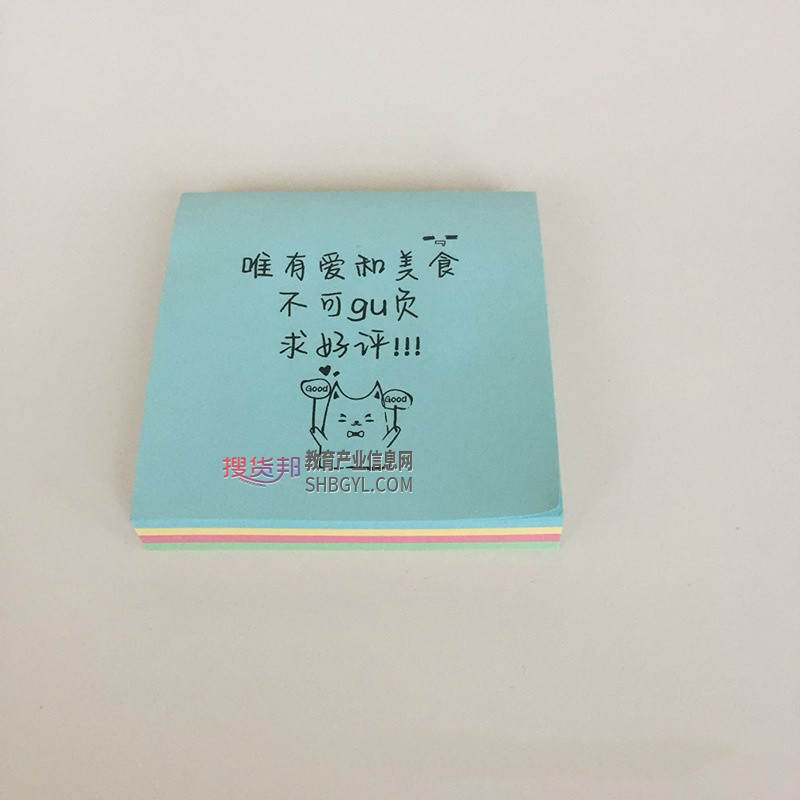 唯有爱和美食
不可gu负
求好评!!!
Good
Good
搜货邦
教育产业信息网
SHBGYL.COM